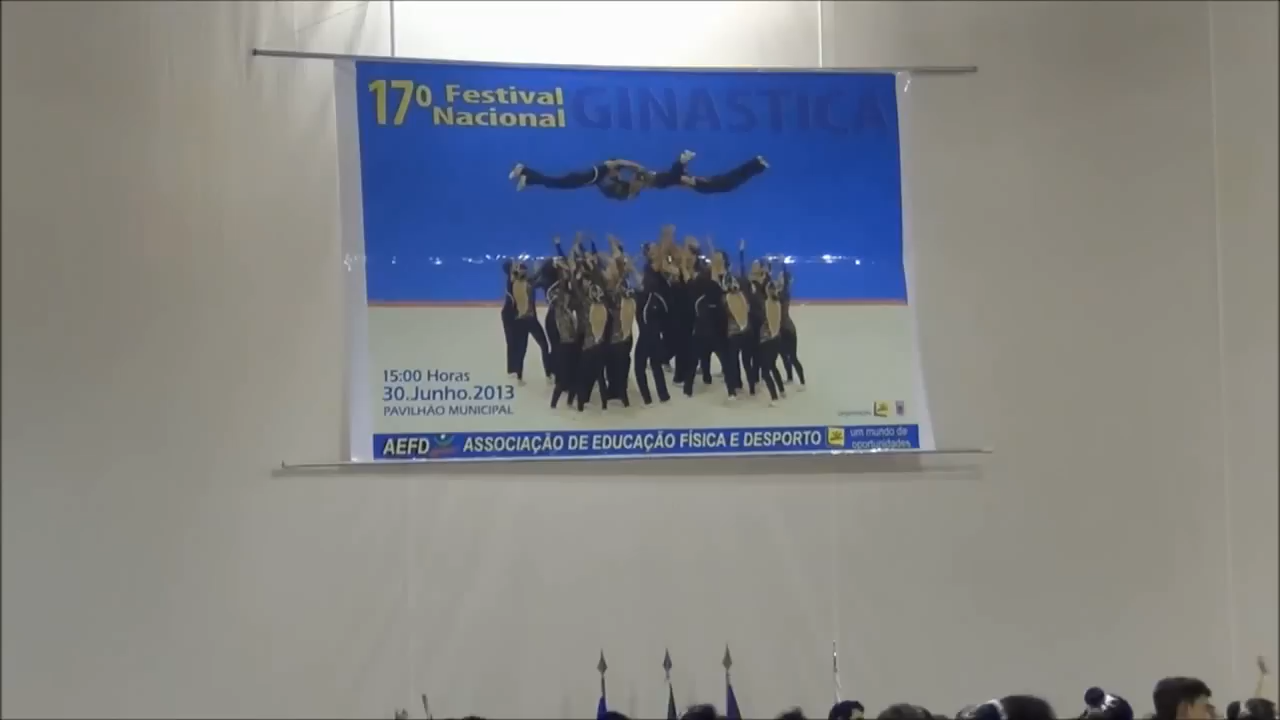 17º Festival Nacional GINASTICA
15:00 Horas
30.Junho.2013
PAVILHÃO MUNICIPAL
AEFD ASSOCIAÇÃO DE EDUCAÇÃO FÍSICA E DESPORTO
um mundo de
oportunidades